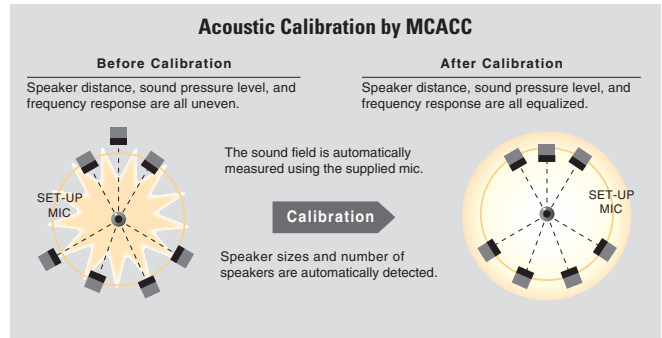 Acoustic Calibration by MCACC
Before Calibration
Speaker distance, sound pressure level, and
frequency response are all uneven.
SET-UP
MIC
The sound field is automatically
measured using the supplied mic.
Calibration
Speaker sizes and number of
speakers are automatically detected.
After Calibration
Speaker distance, sound pressure level, and
frequency response are all equalized.
SET-UP
MIC